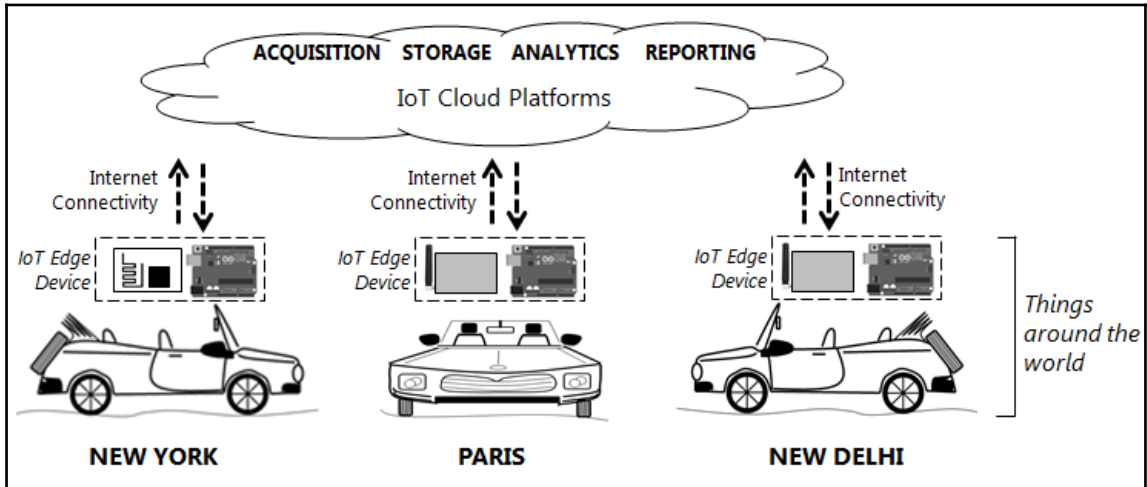 ACQUISITION STORAGE ANALYTICS REPORTING
IoT Cloud Platforms
Internet
Connectivity
Internet
Connectivity
Internet
Connectivity
IoT Edge
Device
IoT Edge
Device
IoT Edge
Device
Things
around the
world
NEW YORK
PARIS
NEW DELHI